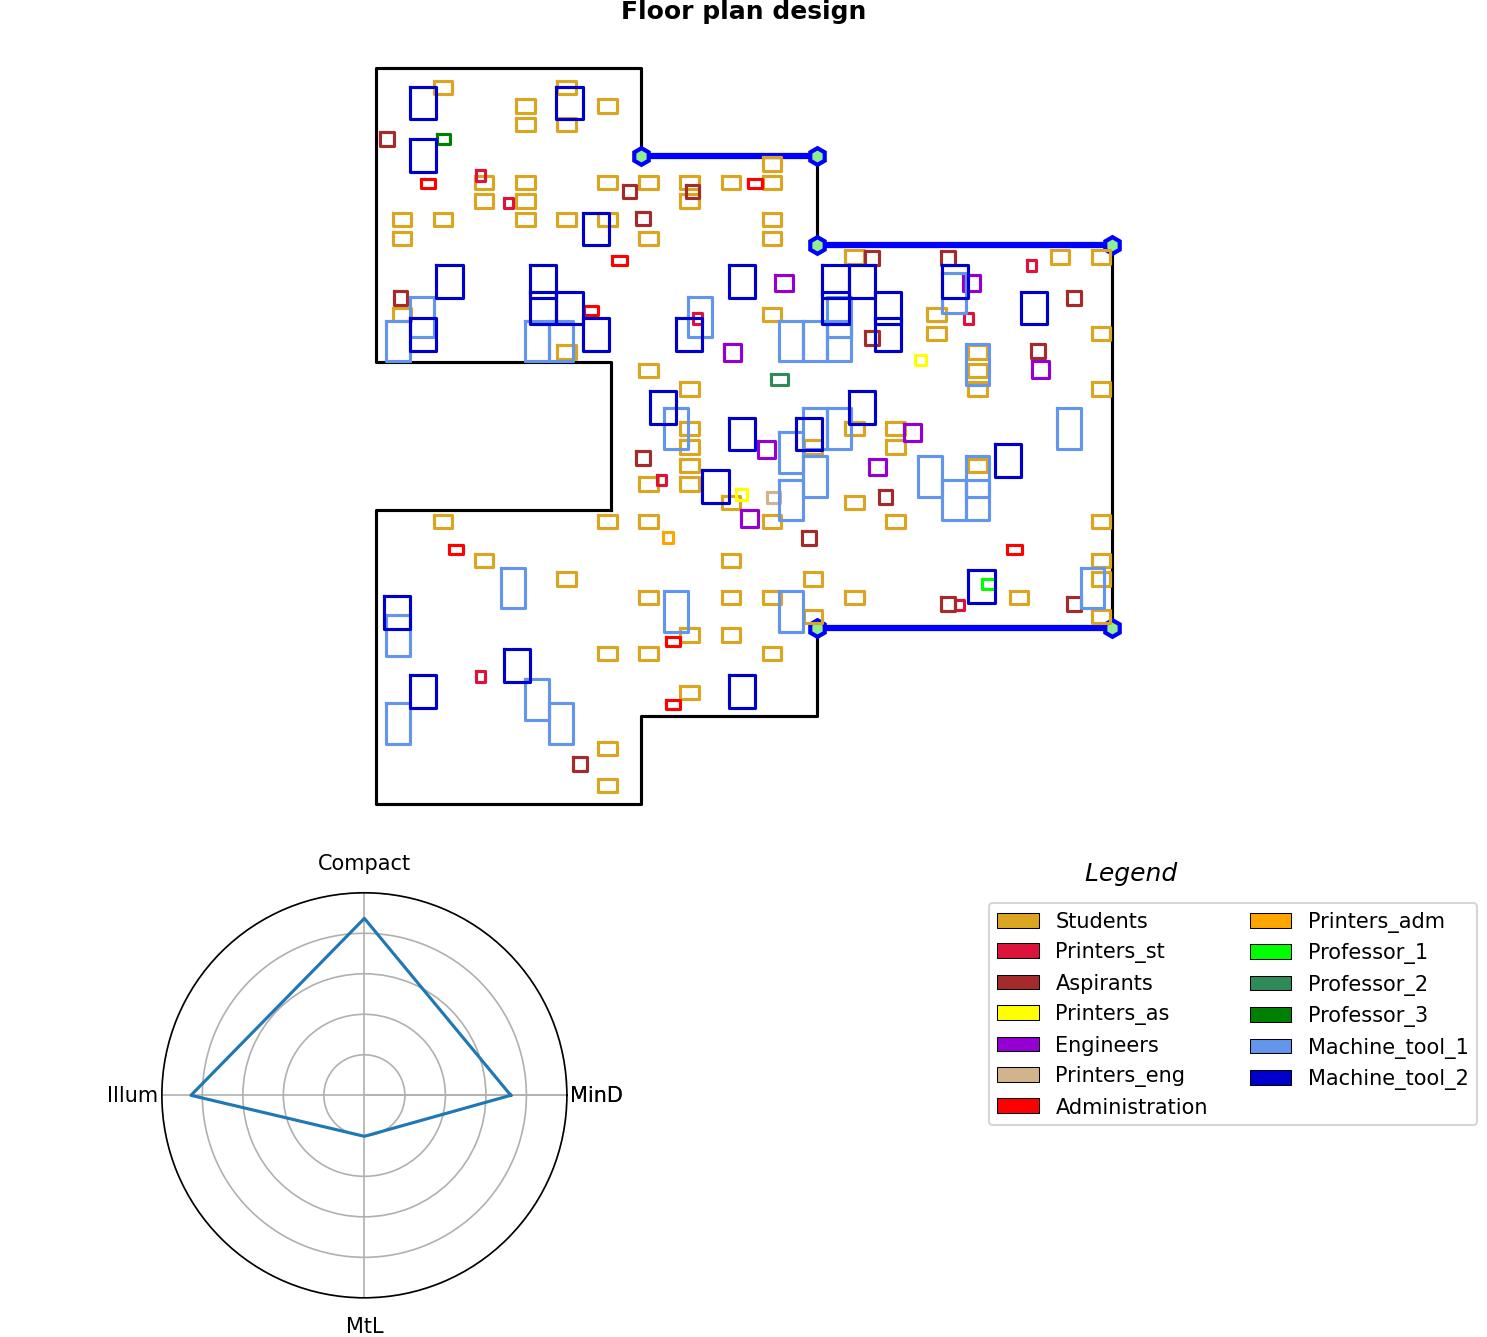 Floor plan design
Compact
Illum
MinD
MtL
Legend
Students
Printers_st
Aspirants
Printers_as
Engineers
Printers_eng
Administration
Printers_adm
Professor_1
Professor_2
Professor_3
Machine_tool_1
Machine_tool_2